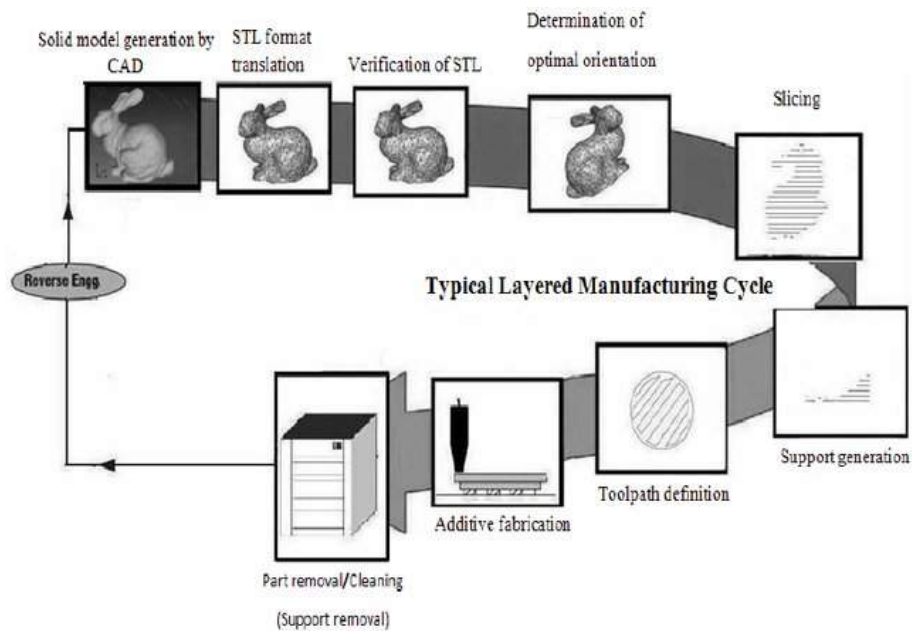 Solid model generation by
CAD
STL format
translation
Verification of STL
Determination of
optimal orientation
Slicing
Reverse Engg.
Typical Layered Manufacturing Cycle
Support generation
Toolpath definition
Additive fabrication
Part removal/Cleaning
(Support removal)